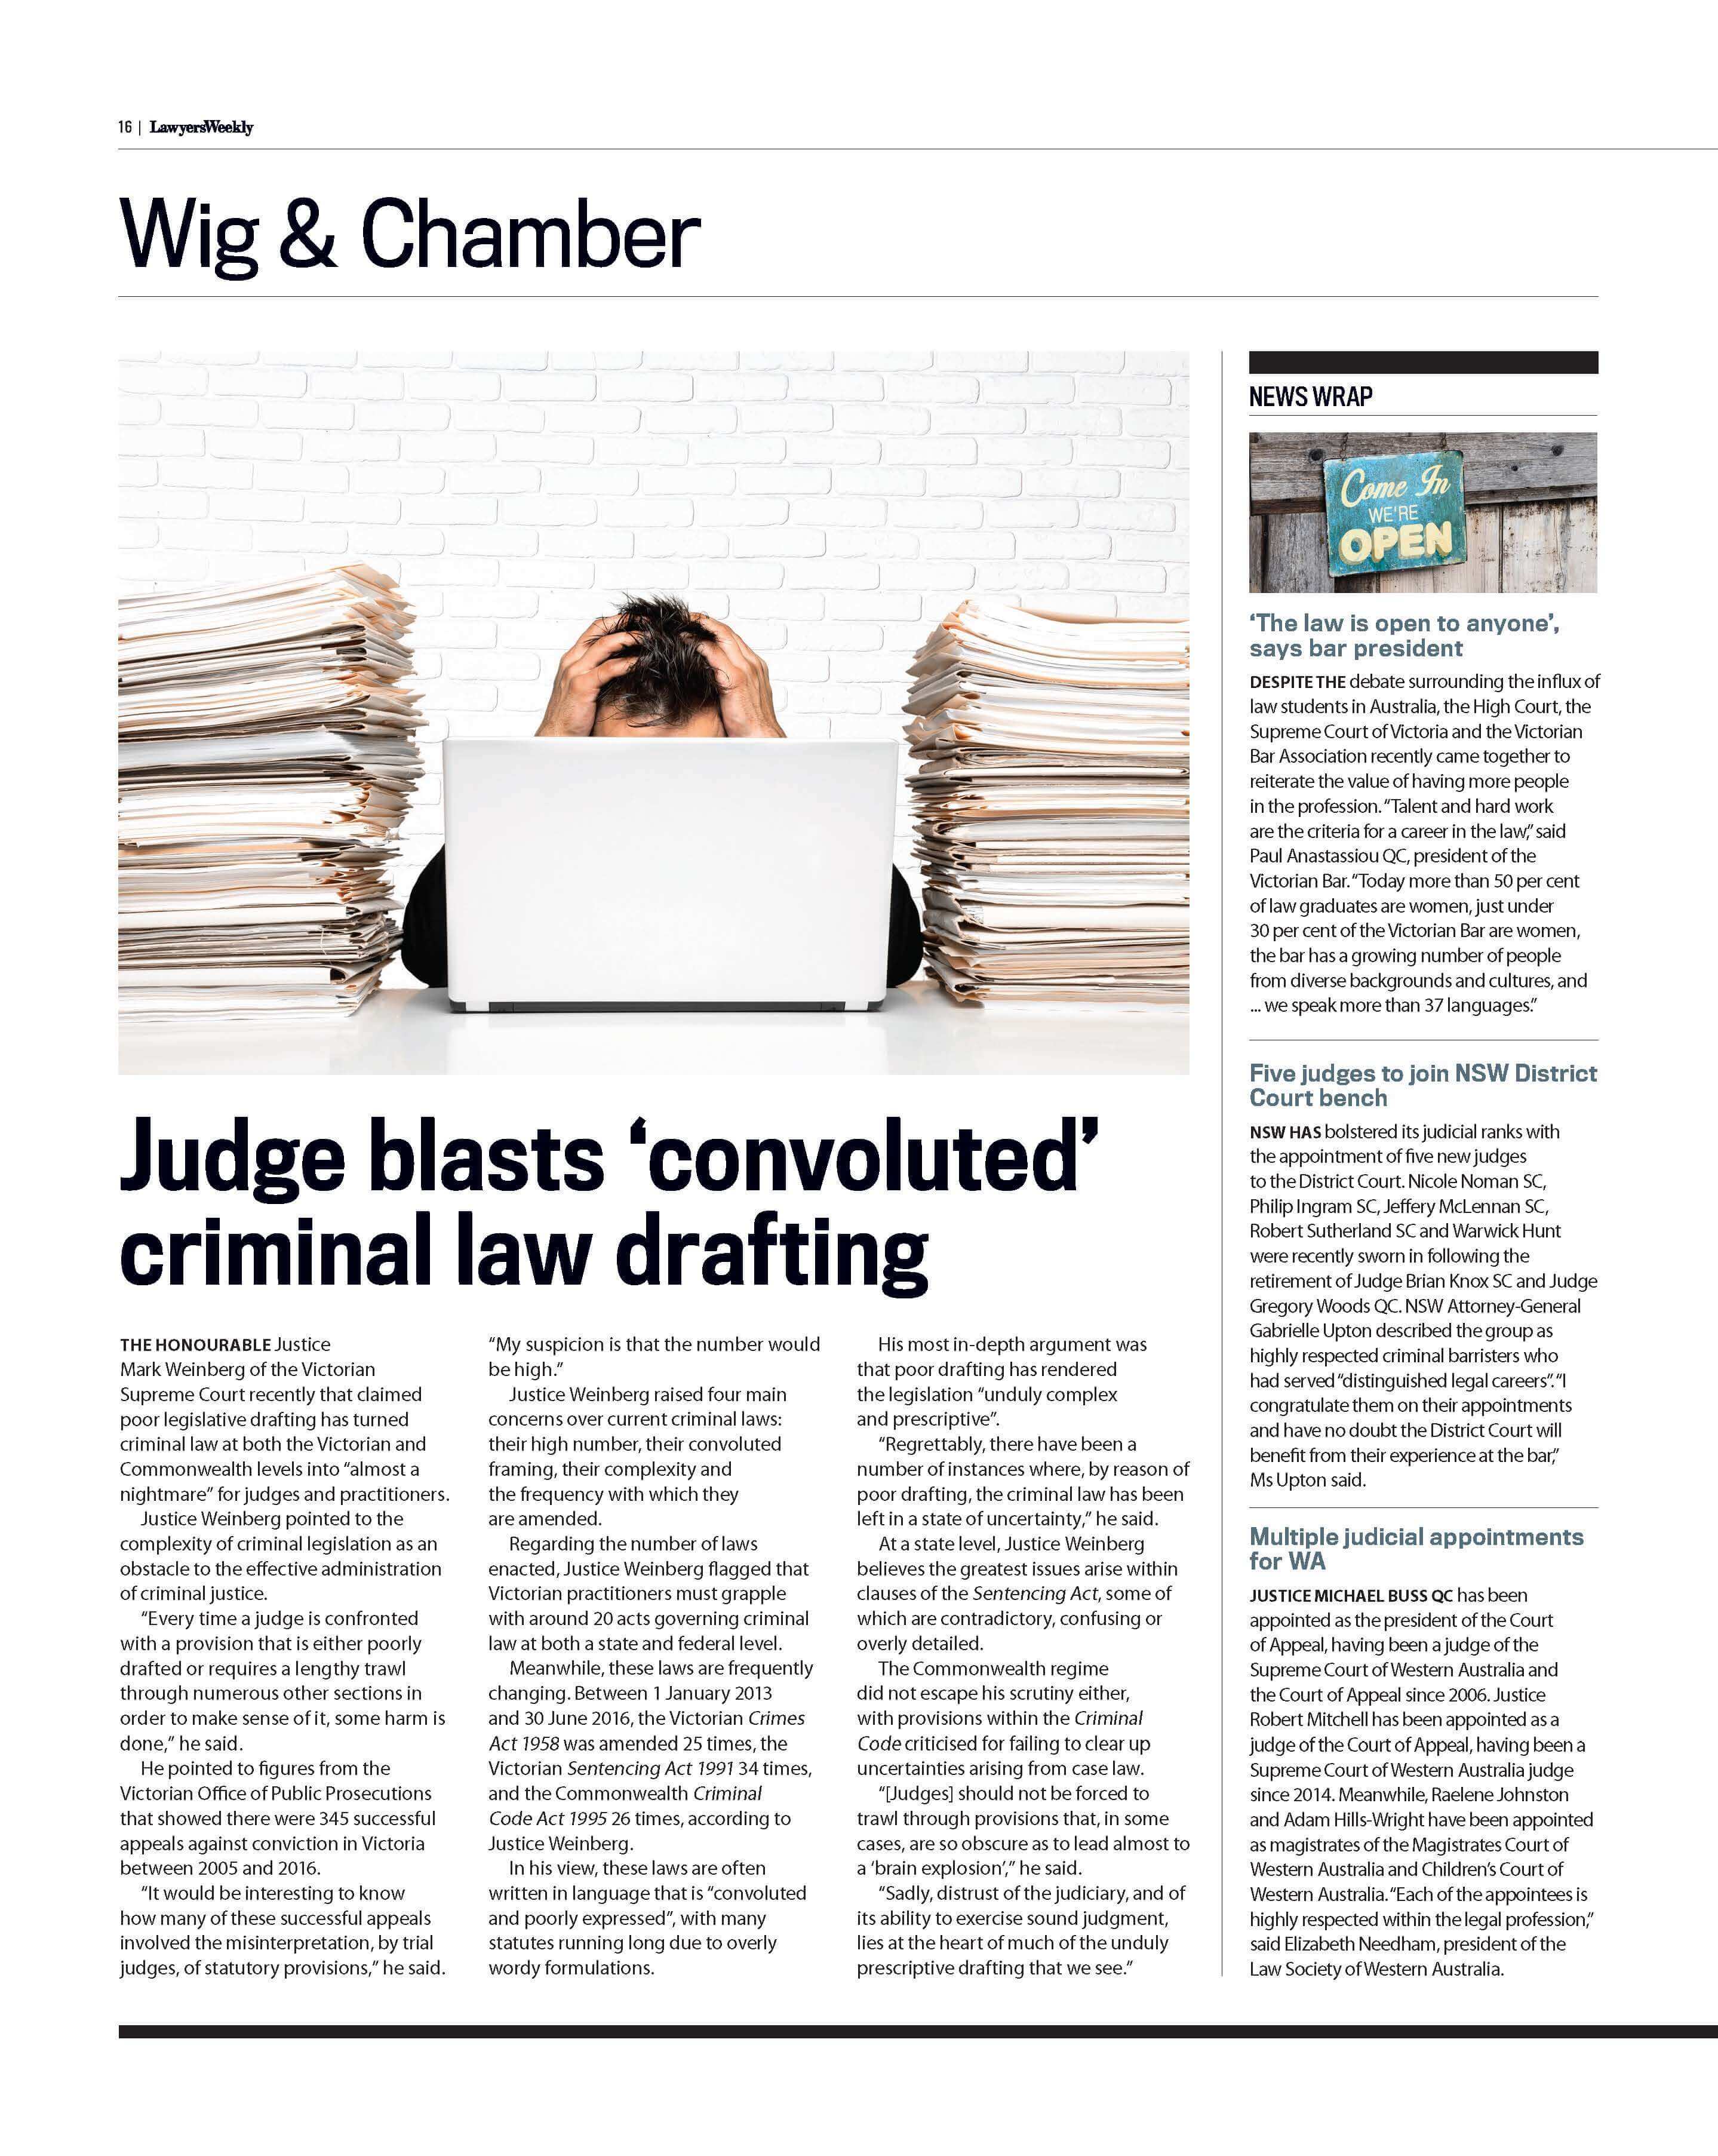 16 | LawyersWeekly
Wig & Chamber
Judge blasts ‘convoluted’
criminal law drafting
THE HONOURABLE Justice
Mark Weinberg of the Victorian
Supreme Court recently that claimed
poor legislative drafting has turned
criminal law at both the Victorian and
Commonwealth levels into “almost a
nightmare” for judges and practitioners.
Justice Weinberg pointed to the
complexity of criminal legislation as an
obstacle to the effective administration
of criminal justice.
“Every time a judge is confronted
with a provision that is either poorly
drafted or requires a lengthy trawl
through numerous other sections in
order to make sense of it, some harm is
done,” he said.
He pointed to figures from the
Victorian Office of Public Prosecutions
that showed there were 345 successful
appeals against conviction in Victoria
between 2005 and 2016.
“It would be interesting to know
how many of these successful appeals
involved the misinterpretation, by trial
judges, of statutory provisions,” he said.
“My suspicion is that the number would
be high.”
Justice Weinberg raised four main
concerns over current criminal laws:
their high number, their convoluted
framing, their complexity and
the frequency with which they
are amended.
Regarding the number of laws
enacted, Justice Weinberg flagged that
Victorian practitioners must grapple
with around 20 acts governing criminal
law at both a state and federal level.
Meanwhile, these laws are frequently
changing. Between 1 January 2013
and 30 June 2016, the Victorian Crimes
Act 1958 was amended 25 times, the
Victorian Sentencing Act 1991 34 times,
and the Commonwealth Criminal
Code Act 1995 26 times, according to
Justice Weinberg.
In his view, these laws are often
written in language that is “convoluted
and poorly expressed”, with many
statutes running long due to overly
wordy formulations.
His most in-depth argument was
that poor drafting has rendered
the legislation “unduly complex
and prescriptive”.
“Regrettably, there have been a
number of instances where, by reason of
poor drafting, the criminal law has been
left in a state of uncertainty,” he said.
At a state level, Justice Weinberg
believes the greatest issues arise within
clauses of the Sentencing Act, some of
which are contradictory, confusing or
overly detailed.
The Commonwealth regime
did not escape his scrutiny either,
with provisions within the Criminal
Code criticised for failing to clear up
uncertainties arising from case law.
“[Judges] should not be forced to
trawl through provisions that, in some
cases, are so obscure as to lead almost to
a ‘brain explosion’,” he said.
“Sadly, distrust of the judiciary, and of
its ability to exercise sound judgment,
lies at the heart of much of the unduly
prescriptive drafting that we see.”
NEWS WRAP
Come In
WE'RE
OPEN
‘The law is open to anyone’,
says bar president
DESPITE THE debate surrounding the influx of
law students in Australia, the High Court, the
Supreme Court of Victoria and the Victorian
Bar Association recently came together to
reiterate the value of having more people
in the profession. “Talent and hard work
are the criteria for a career in the law,” said
Paul Anastassiou QC, president of the
Victorian Bar. “Today more than 50 per cent
of law graduates are women, just under
30 per cent of the Victorian Bar are women,
the bar has a growing number of people
from diverse backgrounds and cultures, and
... we speak more than 37 languages.”
Five judges to join NSW District
Court bench
NSW HAS bolstered its judicial ranks with
the appointment of five new judges
to the District Court. Nicole Noman SC,
Philip Ingram SC, Jeffery McLennan SC,
Robert Sutherland SC and Warwick Hunt
were recently sworn in following the
retirement of Judge Brian Knox SC and Judge
Gregory Woods QC. NSW Attorney-General
Gabrielle Upton described the group as
highly respected criminal barristers who
had served “distinguished legal careers”. “I
congratulate them on their appointments
and have no doubt the District Court will
benefit from their experience at the bar,”
Ms Upton said.
Multiple judicial appointments
for WA
JUSTICE MICHAEL BUSS QC has been
appointed as the president of the Court
of Appeal, having been a judge of the
Supreme Court of Western Australia and
the Court of Appeal since 2006. Justice
Robert Mitchell has been appointed as a
judge of the Court of Appeal, having been a
Supreme Court of Western Australia judge
since 2014. Meanwhile, Raelene Johnston
and Adam Hills-Wright have been appointed
as magistrates of the Magistrates Court of
Western Australia and Children’s Court of
Western Australia. “Each of the appointees is
highly respected within the legal profession,”
said Elizabeth Needham, president of the
Law Society of Western Australia.